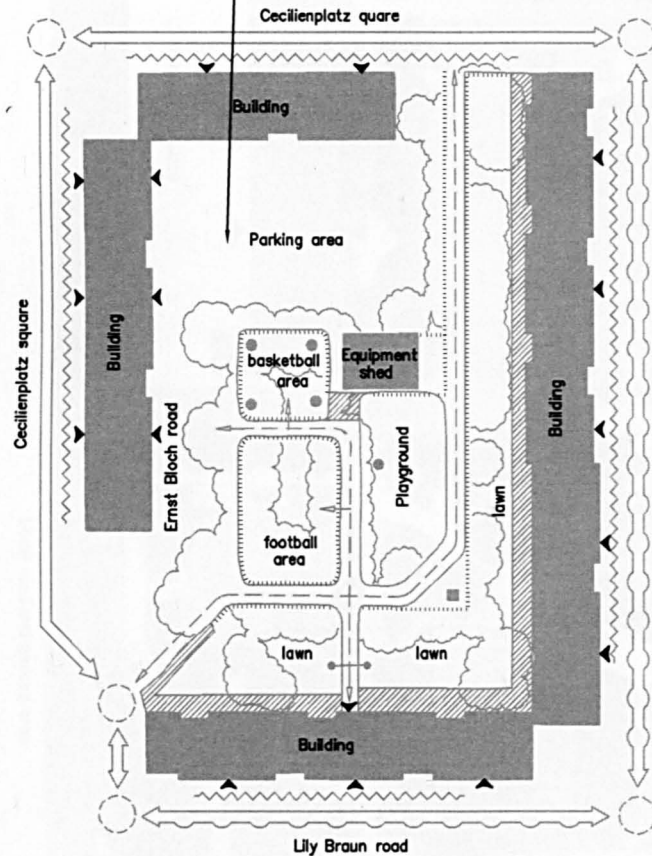 Cecilienplatz quare
Building
Parking area
Cecilienplatz square
Building
basketball
area
Equipment
shed
Ernst Bloch road
Playground
lawn
Building
football
area
lawn
lawn
Building
Lily Braun road